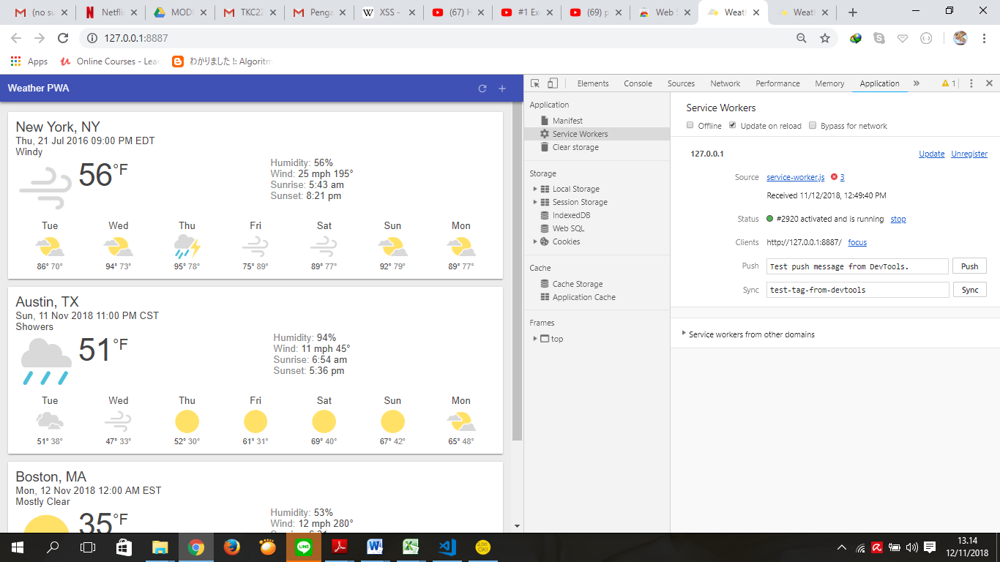 (no su Netfli MODU TKC22 Penga XSS - (67) H #1 Ex (69) p Web S Weath Weath
127.0.0.1:8887
Apps Online Courses - Lea わかりました !: Algoritm
Weather PWA
New York, NY
Thu, 21 Jul 2016 09:00 PM EDT
Windy
56°F
Humidity: 56%
Wind: 25 mph 195°
Sunrise: 5:43 am
Sunset: 8:21 pm
Tue Wed Thu Fri Sat Sun Mon
86° 70° 94° 73° 95° 78° 75° 89° 89° 77° 92° 79° 89° 77°
Austin, TX
Sun, 11 Nov 2018 11:00 PM CST
Showers
51°F
Humidity: 94%
Wind: 11 mph 45°
Sunrise: 6:54 am
Sunset: 5:36 pm
Tue Wed Thu Fri Sat Sun Mon
51° 38° 47° 33° 52° 30° 61° 31° 69° 40° 67° 42° 65° 48°
Boston, MA
Mon, 12 Nov 2018 12:00 AM EST
Mostly Clear
35°F
Humidity: 53%
Wind: 12 mph 280°
Elements Console Sources Network Performance Memory Application » 1
Application
Manifest
Service Workers
Clear storage
Storage
Local Storage
Session Storage
IndexedDB
Web SQL
Cookies
Cache
Cache Storage
Application Cache
Frames
top
Service Workers
Offline Update on reload Bypass for network
127.0.0.1 Update Unregister
Source service-worker.js 3
Received 11/12/2018, 12:49:40 PM
Status #2920 activated and is running stop
Clients http://127.0.0.1:8887/ focus
Push Test push message from DevTools. Push
Sync test-tag-from-devtools Sync
Service workers from other domains
13.14
12/11/2018